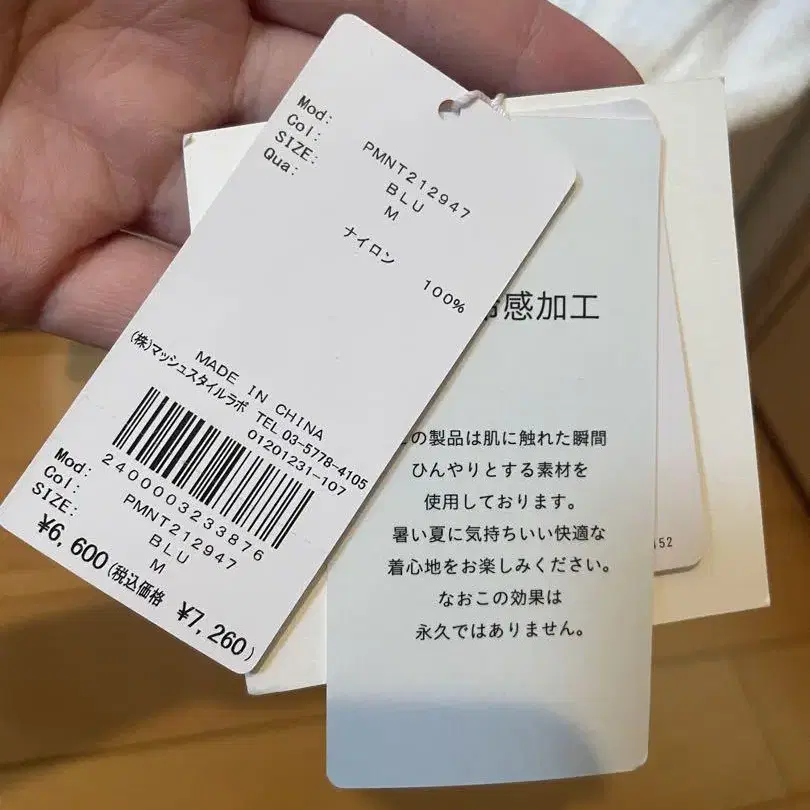 Mod: PMNT212947
Col: BLU
SIZE: M
Qua:
ナイロン 100%
MADE IN CHINA
(株)マッシュスタイルラボ TEL 03-5778-4105
01201231-107
2400003233876
Mod: PMNT212947
Col: BLU
SIZE: M
¥6,600(税込価格 ¥7,260)
感加工
の製品は肌に触れた瞬間
ひんやりとする素材を
使用しております。
暑い夏に気持ちいい快適な
着心地をお楽しみください。
なおこの効果は
永久ではありません。
452